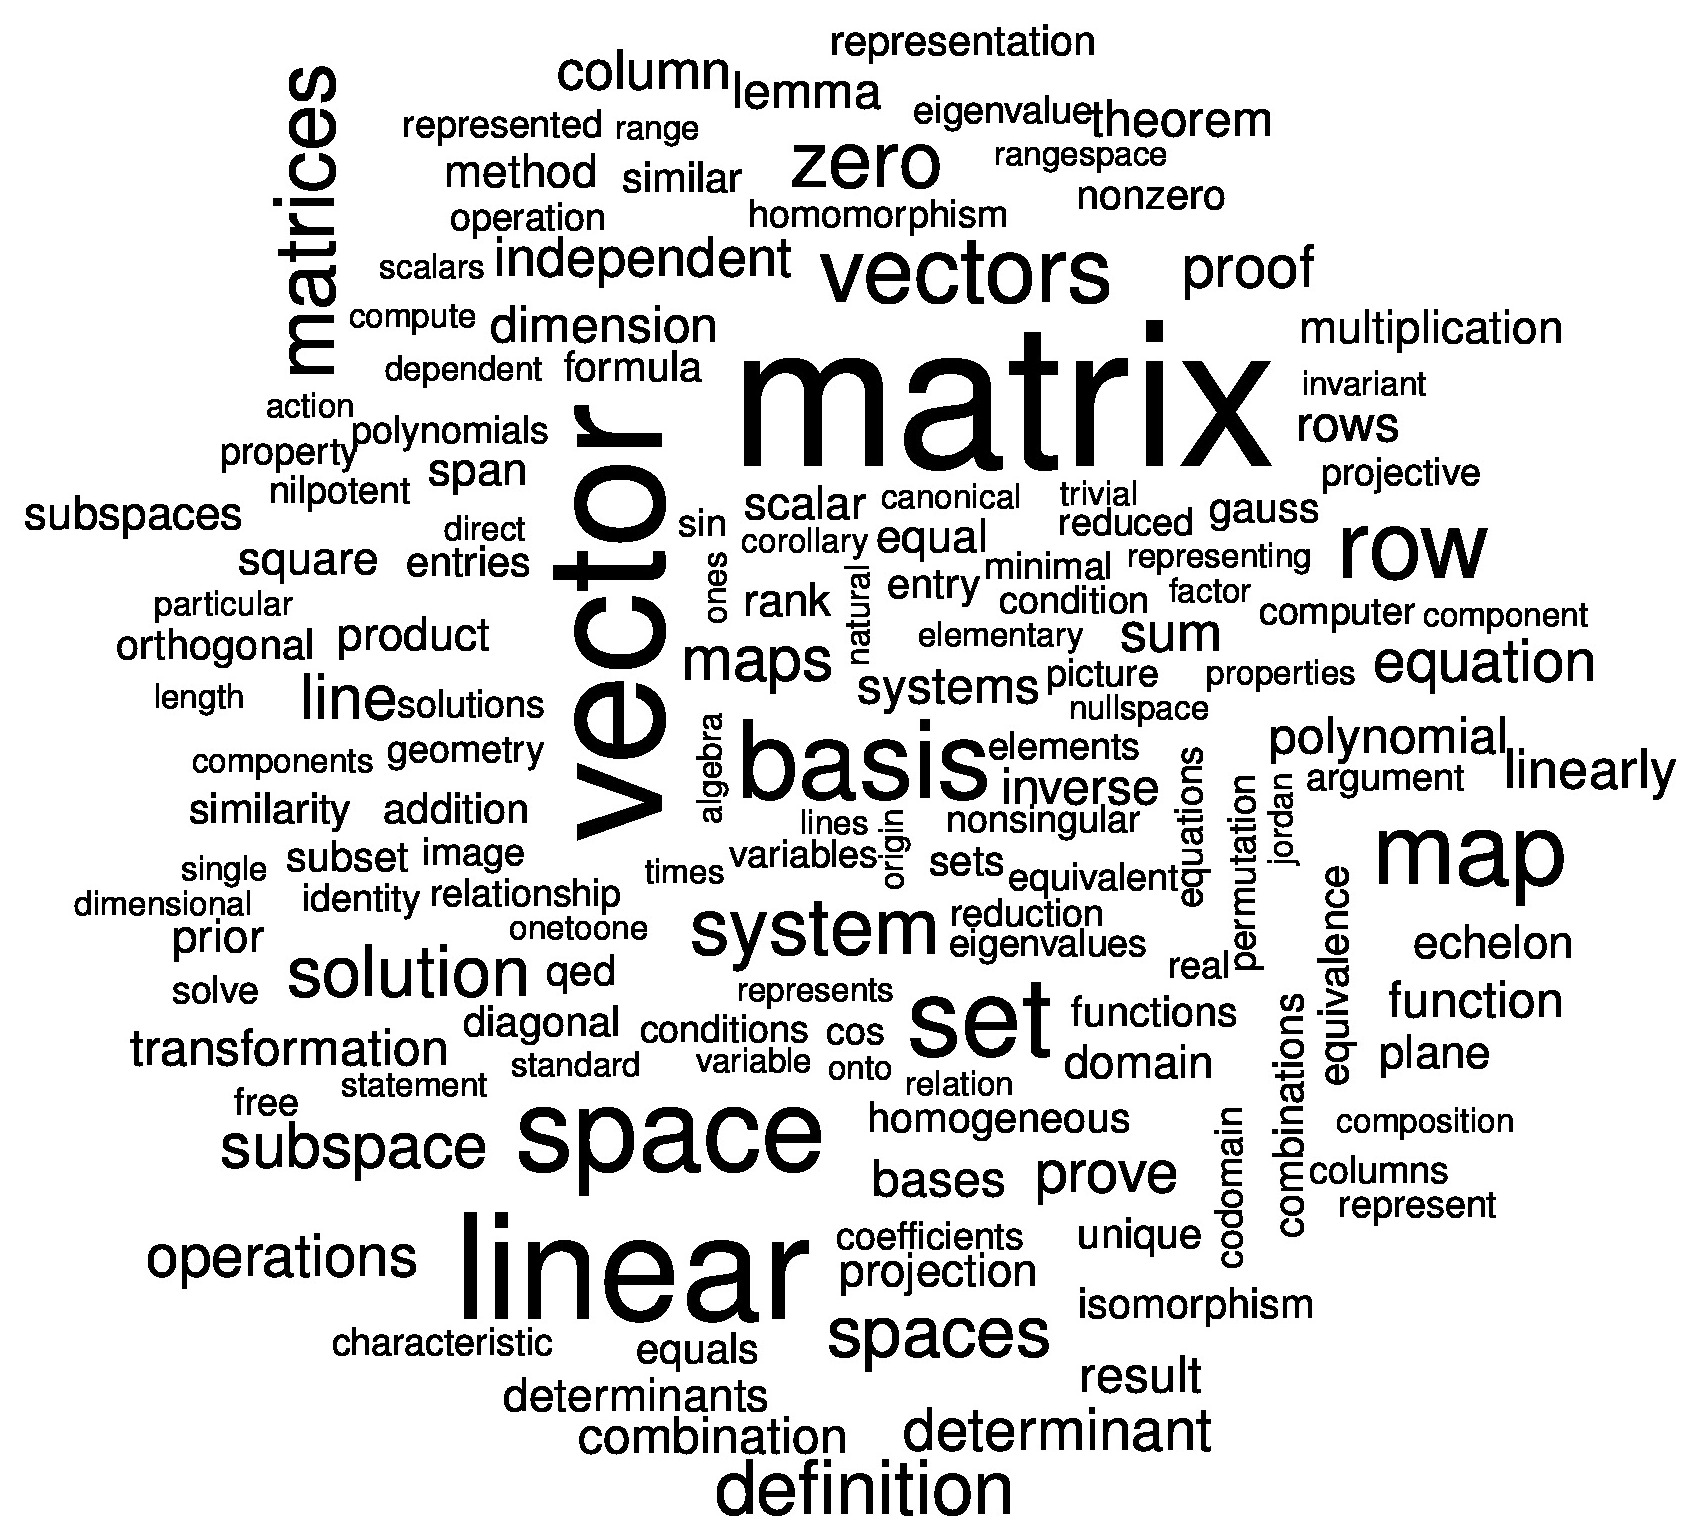 representation
column
lemma
matrices
eigenvalue
theorem
represented
range
zero
rangespace
method
similar
nonzero
operation
homomorphism
scalars
independent
vectors
proof
compute
dimension
multiplication
dependent
formula
matrix
invariant
action
polynomials
rows
property
span
vector
projective
nilpotent
subspaces
direct
sin
scalar
canonical
trivial
reduced
gauss
row
square
entries
corollary
equal
minimal
representing
ones
natural
entry
particular
rank
condition
factor
computer
component
orthogonal
product
elementary
sum
maps
systems
picture
properties
equation
length
line
solutions
nullspace
components
geometry
algebra
basis
elements
polynomial
linearly
similarity
addition
inverse
equations
permutation
jordan
argument
lines
origin
nonsingular
map
single
subset
image
times
variables
sets
equivalent
dimensional
identity
relationship
equivalence
prior
onetoone
system
reduction
eigenvalues
echelon
solve
solution
qed
real
represents
set
functions
function
transformation
diagonal
conditions
cos
combinations
plane
standard
variable
onto
domain
statement
relation
free
subspace
space
homogeneous
codomain
composition
bases
prove
columns
represent
operations
linear
coefficients
unique
projection
isomorphism
characteristic
equals
spaces
result
determinants
combination
determinant
definition